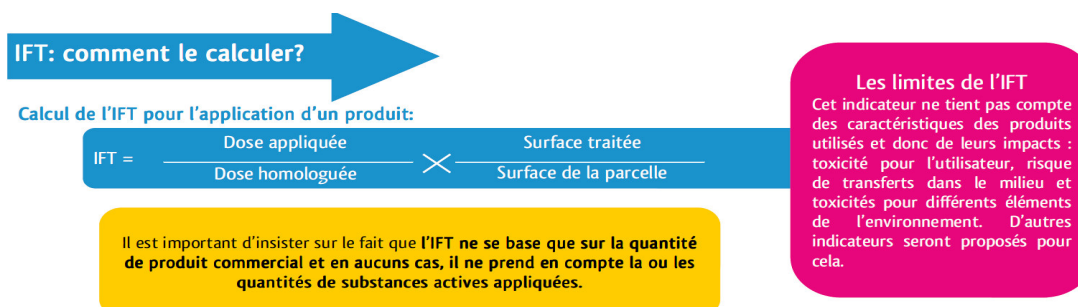 IFT: comment le calculer?
Calcul de l'IFT pour l'application d'un produit:
IFT =
Dose appliquée
Dose homologuée
Surface traitée
Surface de la parcelle
Il est important d'insister sur le fait que l'IFT ne se base que sur la quantité
de produit commercial et en aucuns cas, il ne prend en compte la ou les
quantités de substances actives appliquées.
Les limites de l'IFT
Cet indicateur ne tient pas compte
des caractéristiques des produits
utilisés et donc de leurs impacts :
toxicité pour l'utilisateur, risque
de transferts dans le milieu et
toxicités pour différents éléments
de l'environnement. D'autres
indicateurs seront proposés pour
cela.